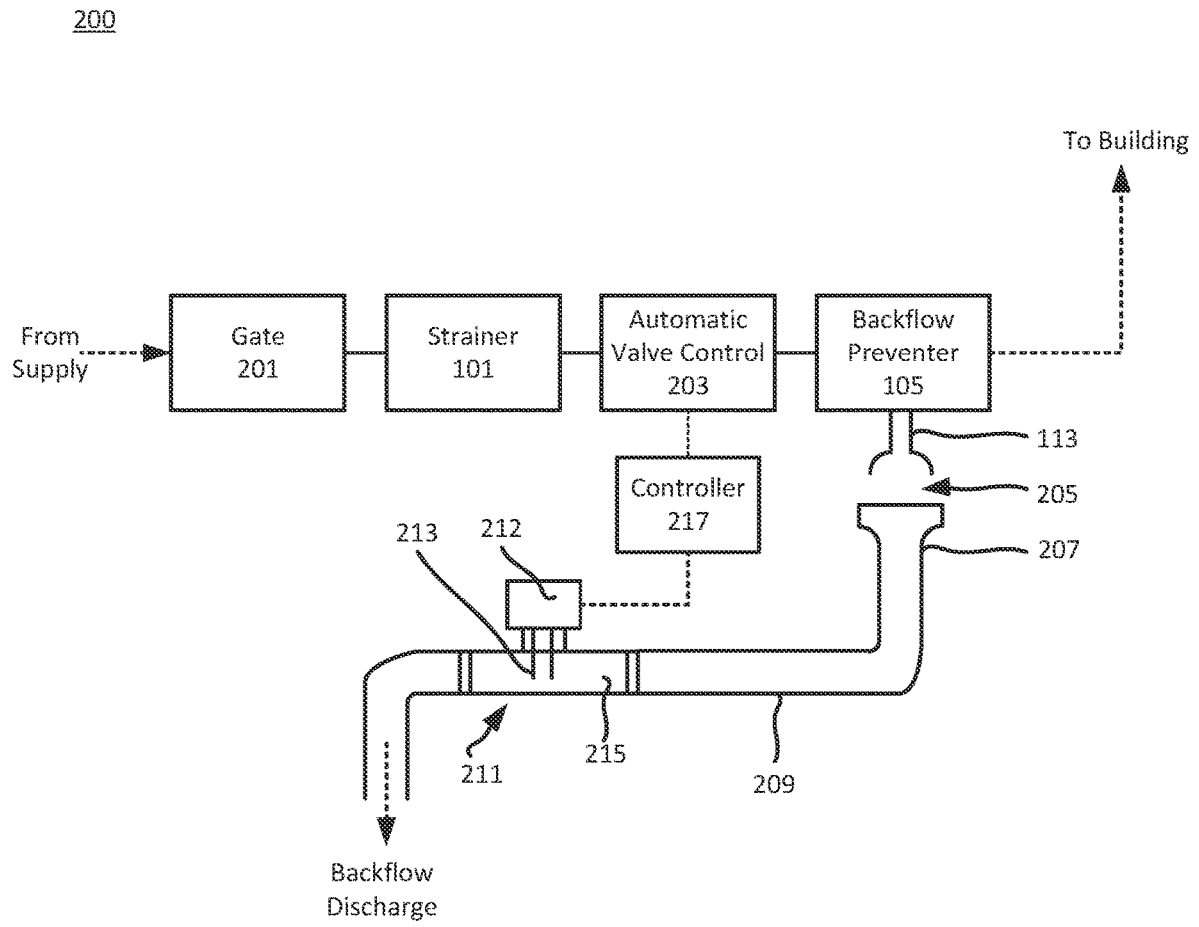 200
To Building
From
Supply
Gate
201
Strainer
101
Automatic
Valve Control
203
Backflow
Preventer
105
113
Controller
217
205
213
212
207
215
211
209
Backflow
Discharge